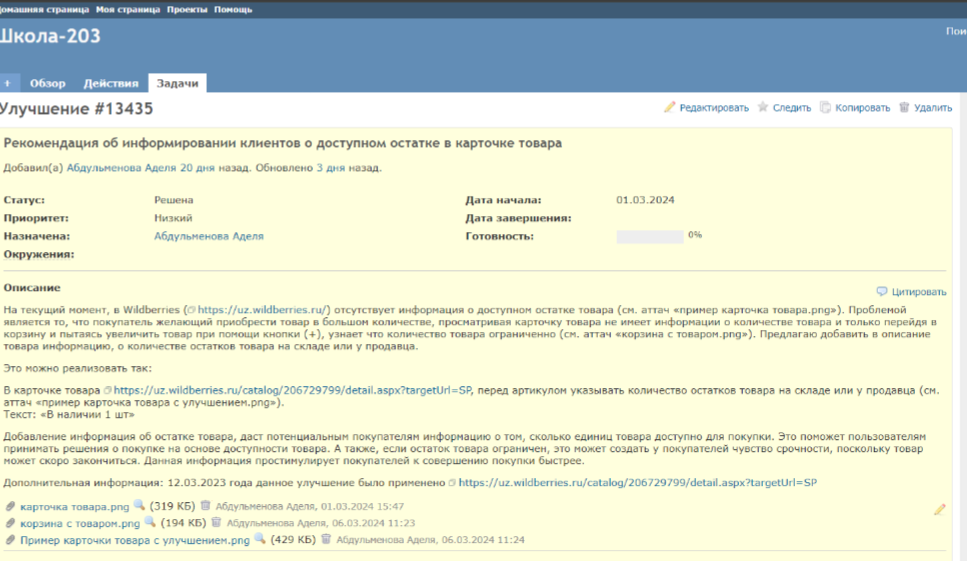 Домашняя страница Моя страница Проекты Помощь
Школа-203
Пои
+ Обзор Действия Задачи
Улучшение #13435
Редактировать Следить Копировать Удалить
Рекомендация об информировании клиентов о доступном остатке в карточке товара
Добавил(а) Абдульменова Аделя 20 дня назад. Обновлено 3 дня назад.
Статус: Решена Дата начала: 01.03.2024
Приоритет: Низкий Дата завершения:
Назначена: Абдульменова Аделя Готовность: 0%
Окружения:
Описание
Цитировать
На текущий момент, в Wildberries (https://uz.wildberries.ru/) отсутствует информация о доступном остатке товара (см. аттач «пример карточка товара.png»). Проблемой
является то, что покупатель желающий приобрести товар в большом количестве, просматривая карточку товара не имеет информации о количестве товара и только перейдя в
корзину и пытаясь увеличить товар при помощи кнопки (+), узнает что количество товара ограниченно (см. аттач «корзина с товаром.png»). Предлагаю добавить в описание
товара информацию, о количестве остатков товара на складе или у продавца.
Это можно реализовать так:
В карточке товара https://uz.wildberries.ru/catalog/206729799/detail.aspx?targetUrl=SP, перед артикулом указывать количество остатков товара на складе или у продавца (см.
аттач «пример карточка товара с улучшением.png»).
Текст: «В наличии 1 шт»
Добавление информации об остатке товара, даст потенциальным покупателям информацию о том, сколько единиц товара доступно для покупки. Это поможет пользователям
принимать решения о покупке на основе доступности товара. А также, если остаток товара ограничен, это может создать у покупателей чувство срочности, поскольку товар
может скоро закончиться. Данная информация простимулирует покупателей к совершению покупки быстрее.
Дополнительная информация: 12.03.2023 года данное улучшение было применено https://uz.wildberries.ru/catalog/206729799/detail.aspx?targetUrl=SP
карточка товара.png (319 КБ) Абдульменова Аделя, 01.03.2024 15:47
корзина с товаром.png (194 КБ) Абдульменова Аделя, 06.03.2024 11:23
Пример карточки товара с улучшением.png (429 КБ) Абдульменова Аделя, 06.03.2024 11:24